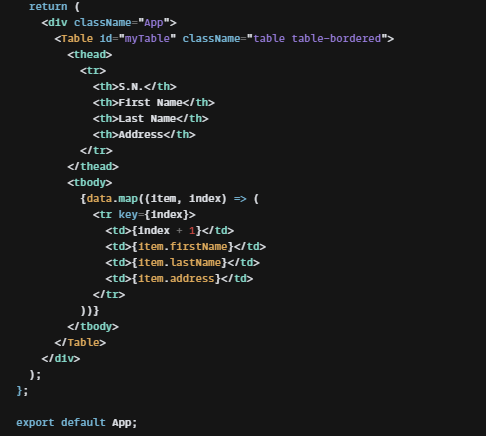 return (
<div className="App">
<Table id="myTable" className="table table-bordered">
<thead>
<tr>
<th>S.N.</th>
<th>First Name</th>
<th>Last Name</th>
<th>Address</th>
</tr>
</thead>
<tbody>
{data.map((item, index) => (
<tr key={index}>
<td>{index + 1}</td>
<td>{item.firstName}</td>
<td>{item.lastName}</td>
<td>{item.address}</td>
</tr>
))}
</tbody>
</Table>
</div>
);
};
export default App;